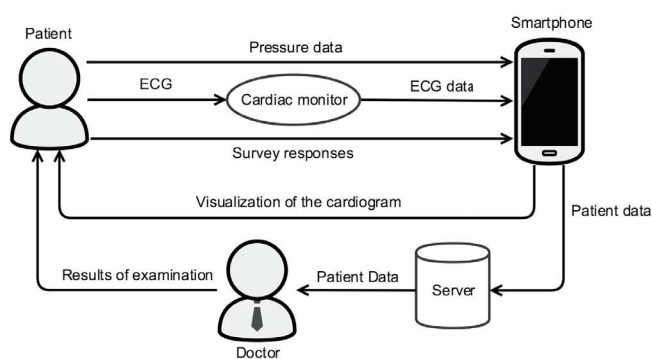 Patient
Smartphone
Pressure data
ECG
Cardiac monitor
ECG data
Survey responses
Visualization of the cardiogram
Patient data
Results of examination
Patient Data
Server
Doctor